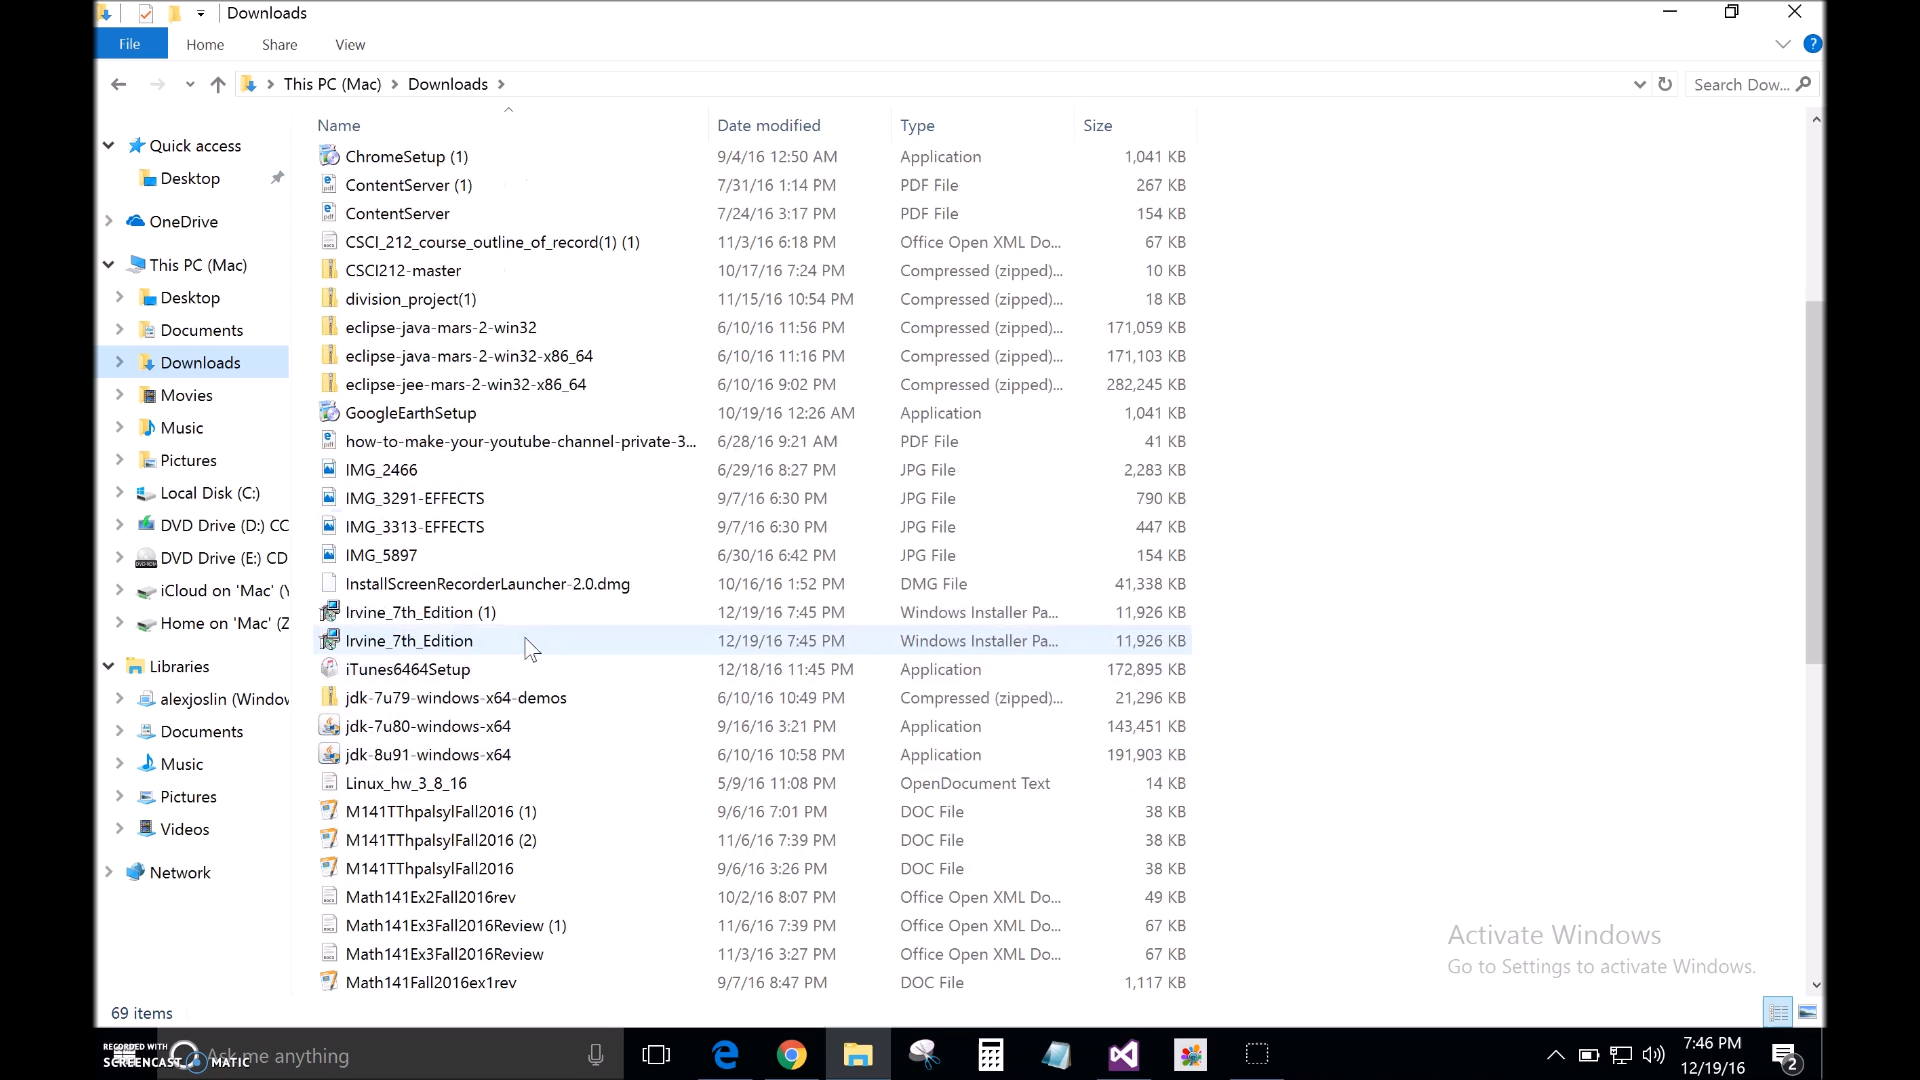 Downloads
File Home Share View
This PC (Mac) Downloads Search Dow...
Name Date modified Type Size
Quick access
Desktop
OneDrive
This PC (Mac)
Desktop
Documents
Downloads
Movies
Music
Pictures
Local Disk (C:)
DVD Drive (D:) CC
DVD Drive (E:) CD
iCloud on 'Mac' (Y
Home on 'Mac' (Z
Libraries
alexjoslin (Window
Documents
Music
Pictures
Videos
Network
ChromeSetup (1) 9/4/16 12:50 AM Application 1,041 KB
ContentServer (1) 7/31/16 1:14 PM PDF File 267 KB
ContentServer 7/24/16 3:17 PM PDF File 154 KB
CSCI_212_course_outline_of_record(1) (1) 11/3/16 6:18 PM Office Open XML Do... 67 KB
CSCI212-master 10/17/16 7:24 PM Compressed (zipped)... 10 KB
division_project(1) 11/15/16 10:54 PM Compressed (zipped)... 18 KB
eclipse-java-mars-2-win32 6/10/16 11:56 PM Compressed (zipped)... 171,059 KB
eclipse-java-mars-2-win32-x86_64 6/10/16 11:16 PM Compressed (zipped)... 171,103 KB
eclipse-jee-mars-2-win32-x86_64 6/10/16 9:02 PM Compressed (zipped)... 282,245 KB
GoogleEarthSetup 10/19/16 12:26 AM Application 1,041 KB
how-to-make-your-youtube-channel-private-3... 6/28/16 9:21 AM PDF File 41 KB
IMG_2466 6/29/16 8:27 PM JPG File 2,283 KB
IMG_3291-EFFECTS 9/7/16 6:30 PM JPG File 790 KB
IMG_3313-EFFECTS 9/7/16 6:30 PM JPG File 447 KB
IMG_5897 6/30/16 6:42 PM JPG File 154 KB
InstallScreenRecorderLauncher-2.0.dmg 10/16/16 1:52 PM DMG File 41,338 KB
Irvine_7th_Edition (1) 12/19/16 7:45 PM Windows Installer Pa... 11,926 KB
Irvine_7th_Edition 12/19/16 7:45 PM Windows Installer Pa... 11,926 KB
iTunes6464Setup 12/18/16 11:45 PM Application 172,895 KB
jdk-7u79-windows-x64-demos 6/10/16 10:49 PM Compressed (zipped)... 21,296 KB
jdk-7u80-windows-x64 9/16/16 3:21 PM Application 143,451 KB
jdk-8u91-windows-x64 6/10/16 10:58 PM Application 191,903 KB
Linux_hw_3_8_16 5/9/16 11:08 PM OpenDocument Text 14 KB
M141TThpalsylFall2016 (1) 9/6/16 7:01 PM DOC File 38 KB
M141TThpalsylFall2016 (2) 11/6/16 7:39 PM DOC File 38 KB
M141TThpalsylFall2016 9/6/16 3:26 PM DOC File 38 KB
Math141Ex2Fall2016rev 10/2/16 8:07 PM Office Open XML Do... 49 KB
Math141Ex3Fall2016Review (1) 11/6/16 7:39 PM Office Open XML Do... 67 KB
Math141Ex3Fall2016Review 11/3/16 3:27 PM Office Open XML Do... 67 KB
Math141Fall2016ex1rev 9/7/16 8:47 PM DOC File 1,117 KB
Activate Windows
Go to Settings to activate Windows.
69 items
RECORDED WITH
SCREENCAST MATIC
Ask me anything
7:46 PM
12/19/16
2